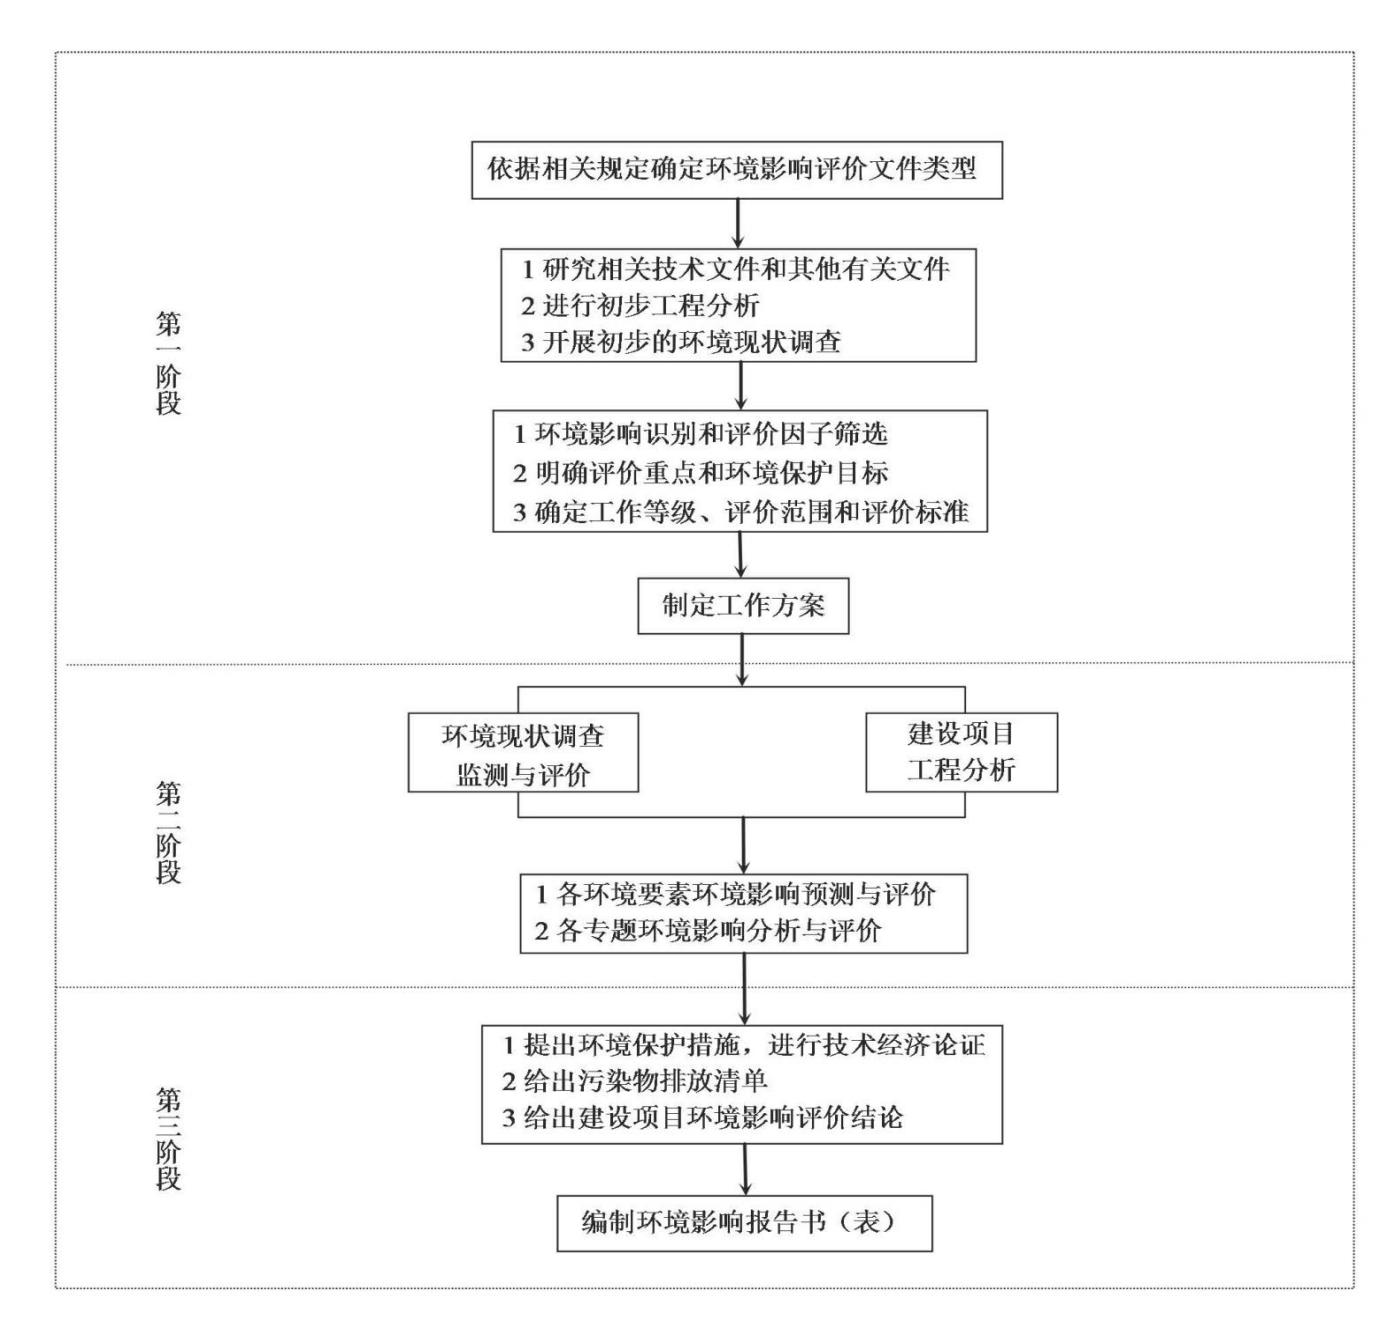 依据相关规定确定环境影响评价文件类型
1 研究相关技术文件和其他有关文件
2 进行初步工程分析
3 开展初步的环境现状调查
第一阶段
1 环境影响识别和评价因子筛选
2 明确评价重点和环境保护目标
3 确定工作等级、评价范围和评价标准
制定工作方案
环境现状调查
监测与评价
建设项目
工程分析
第二阶段
1 各环境要素环境影响预测与评价
2 各专题环境影响分析与评价
1 提出环境保护措施，进行技术经济论证
2 给出污染物排放清单
3 给出建设项目环境影响评价结论
第三阶段
编制环境影响报告书（表）